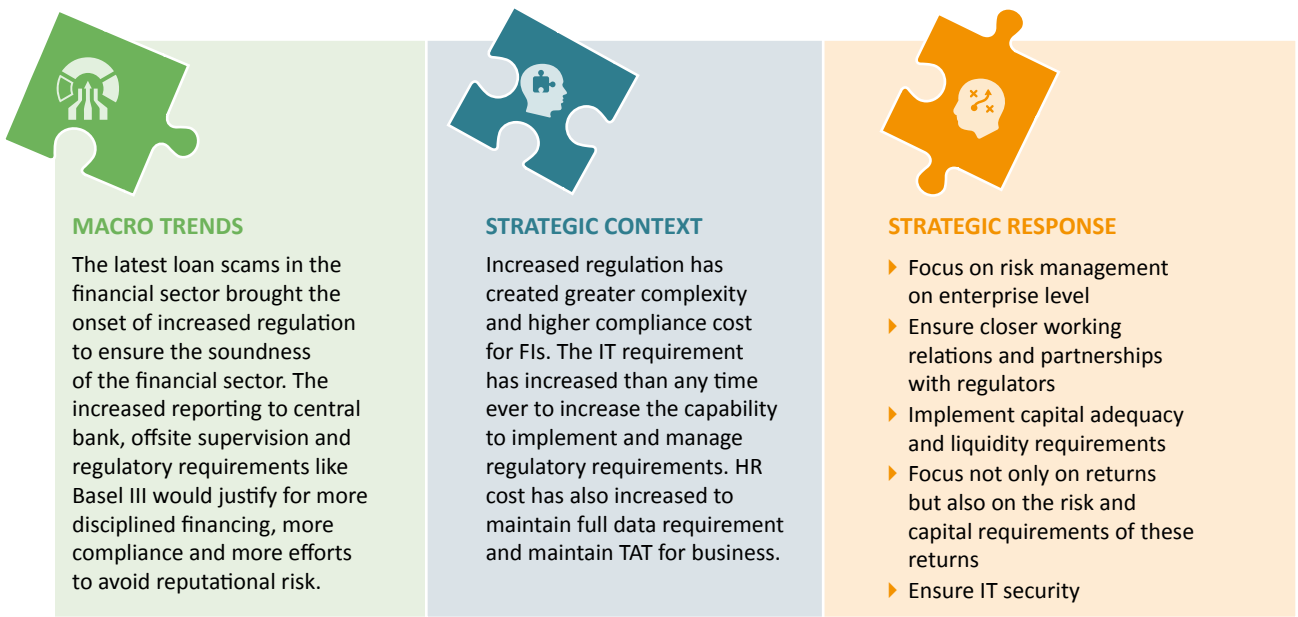 MACRO TRENDS
The latest loan scams in the
financial sector brought the
onset of increased regulation
to ensure the soundness
of the financial sector. The
increased reporting to central
bank, offsite supervision and
regulatory requirements like
Basel III would justify for more
disciplined financing, more
compliance and more efforts
to avoid reputational risk.
STRATEGIC CONTEXT
Increased regulation has
created greater complexity
and higher compliance cost
for FIs. The IT requirement
has increased than any time
ever to increase the capability
to implement and manage
regulatory requirements. HR
cost has also increased to
maintain full data requirement
and maintain TAT for business.
STRATEGIC RESPONSE
Focus on risk management
on enterprise level
Ensure closer working
relations and partnerships
with regulators
Implement capital adequacy
and liquidity requirements
Focus not only on returns
but also on the risk and
capital requirements of these
returns
Ensure IT security